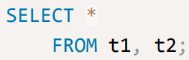 SELECT *
    FROM t1, t2;